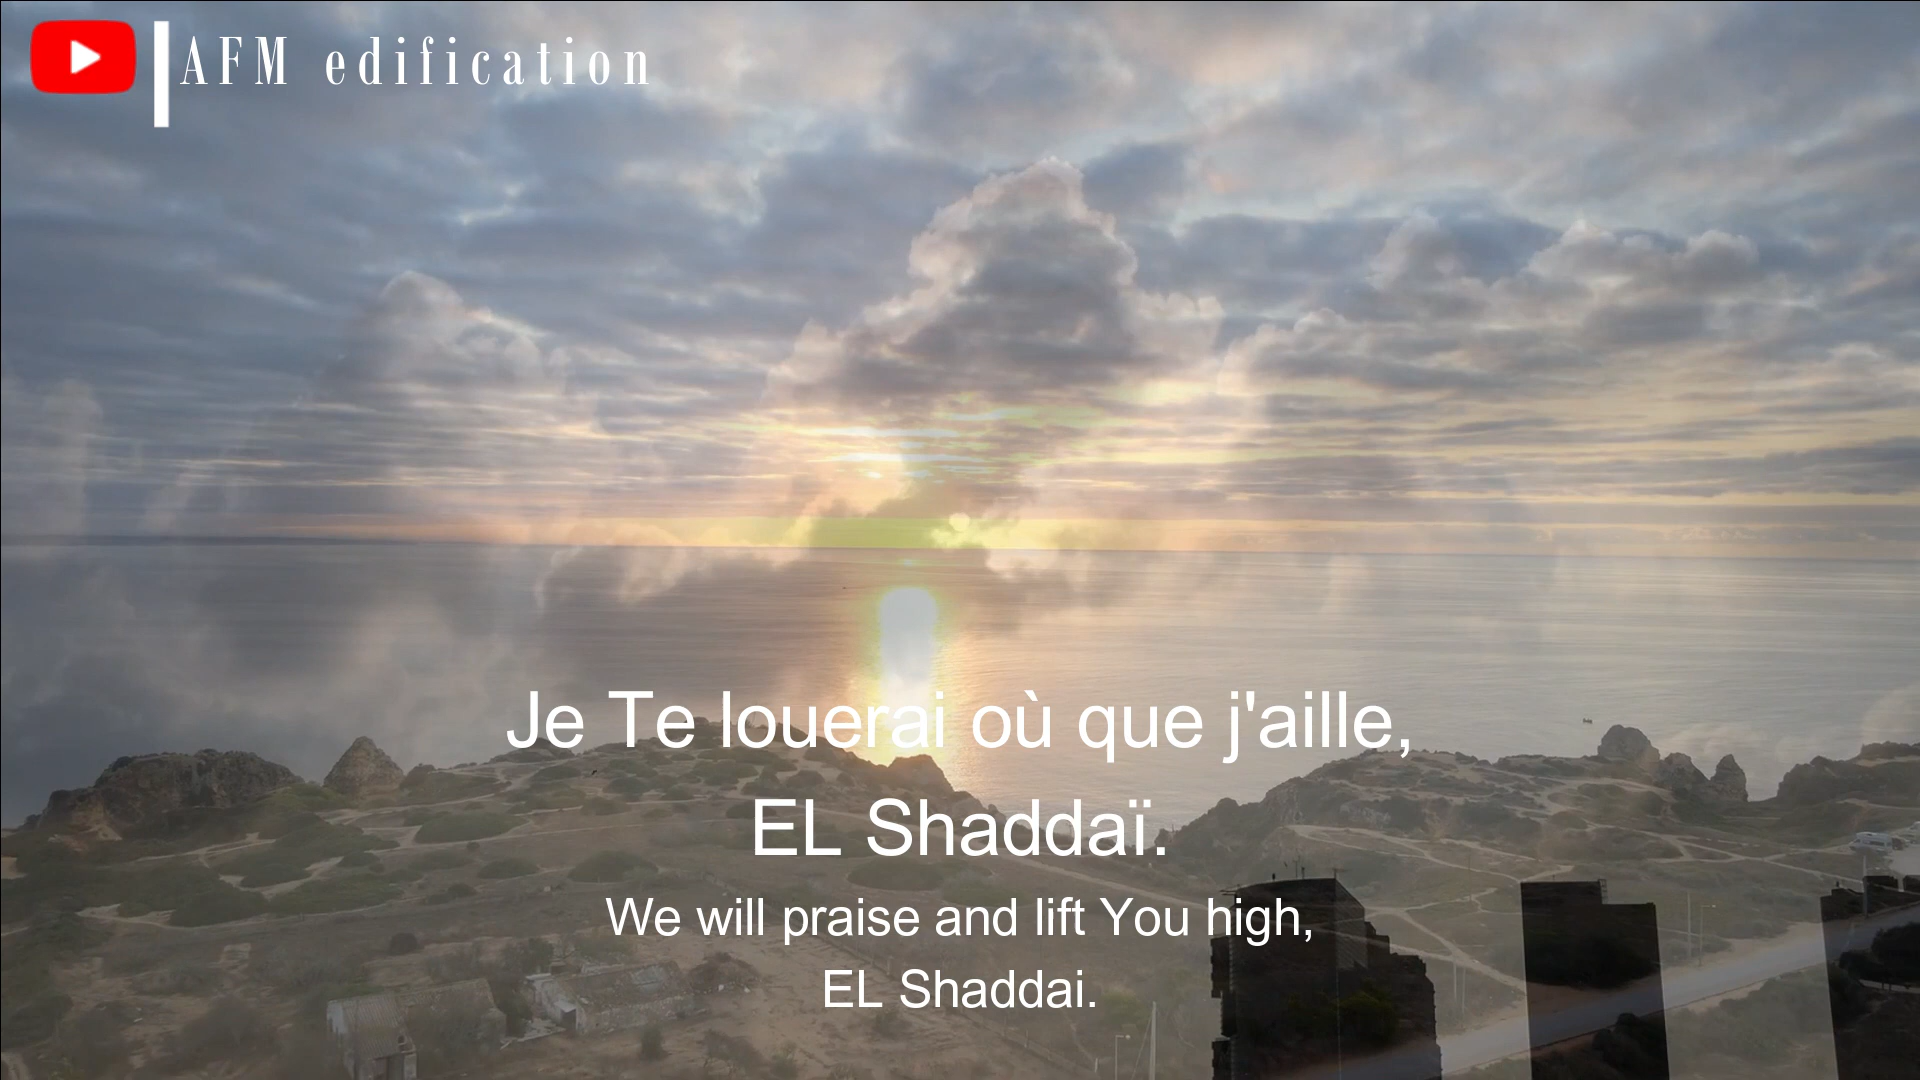 AFM edification
Je Te louerai où que j'aille,
EL Shaddaï.
We will praise and lift You high,
EL Shaddai.